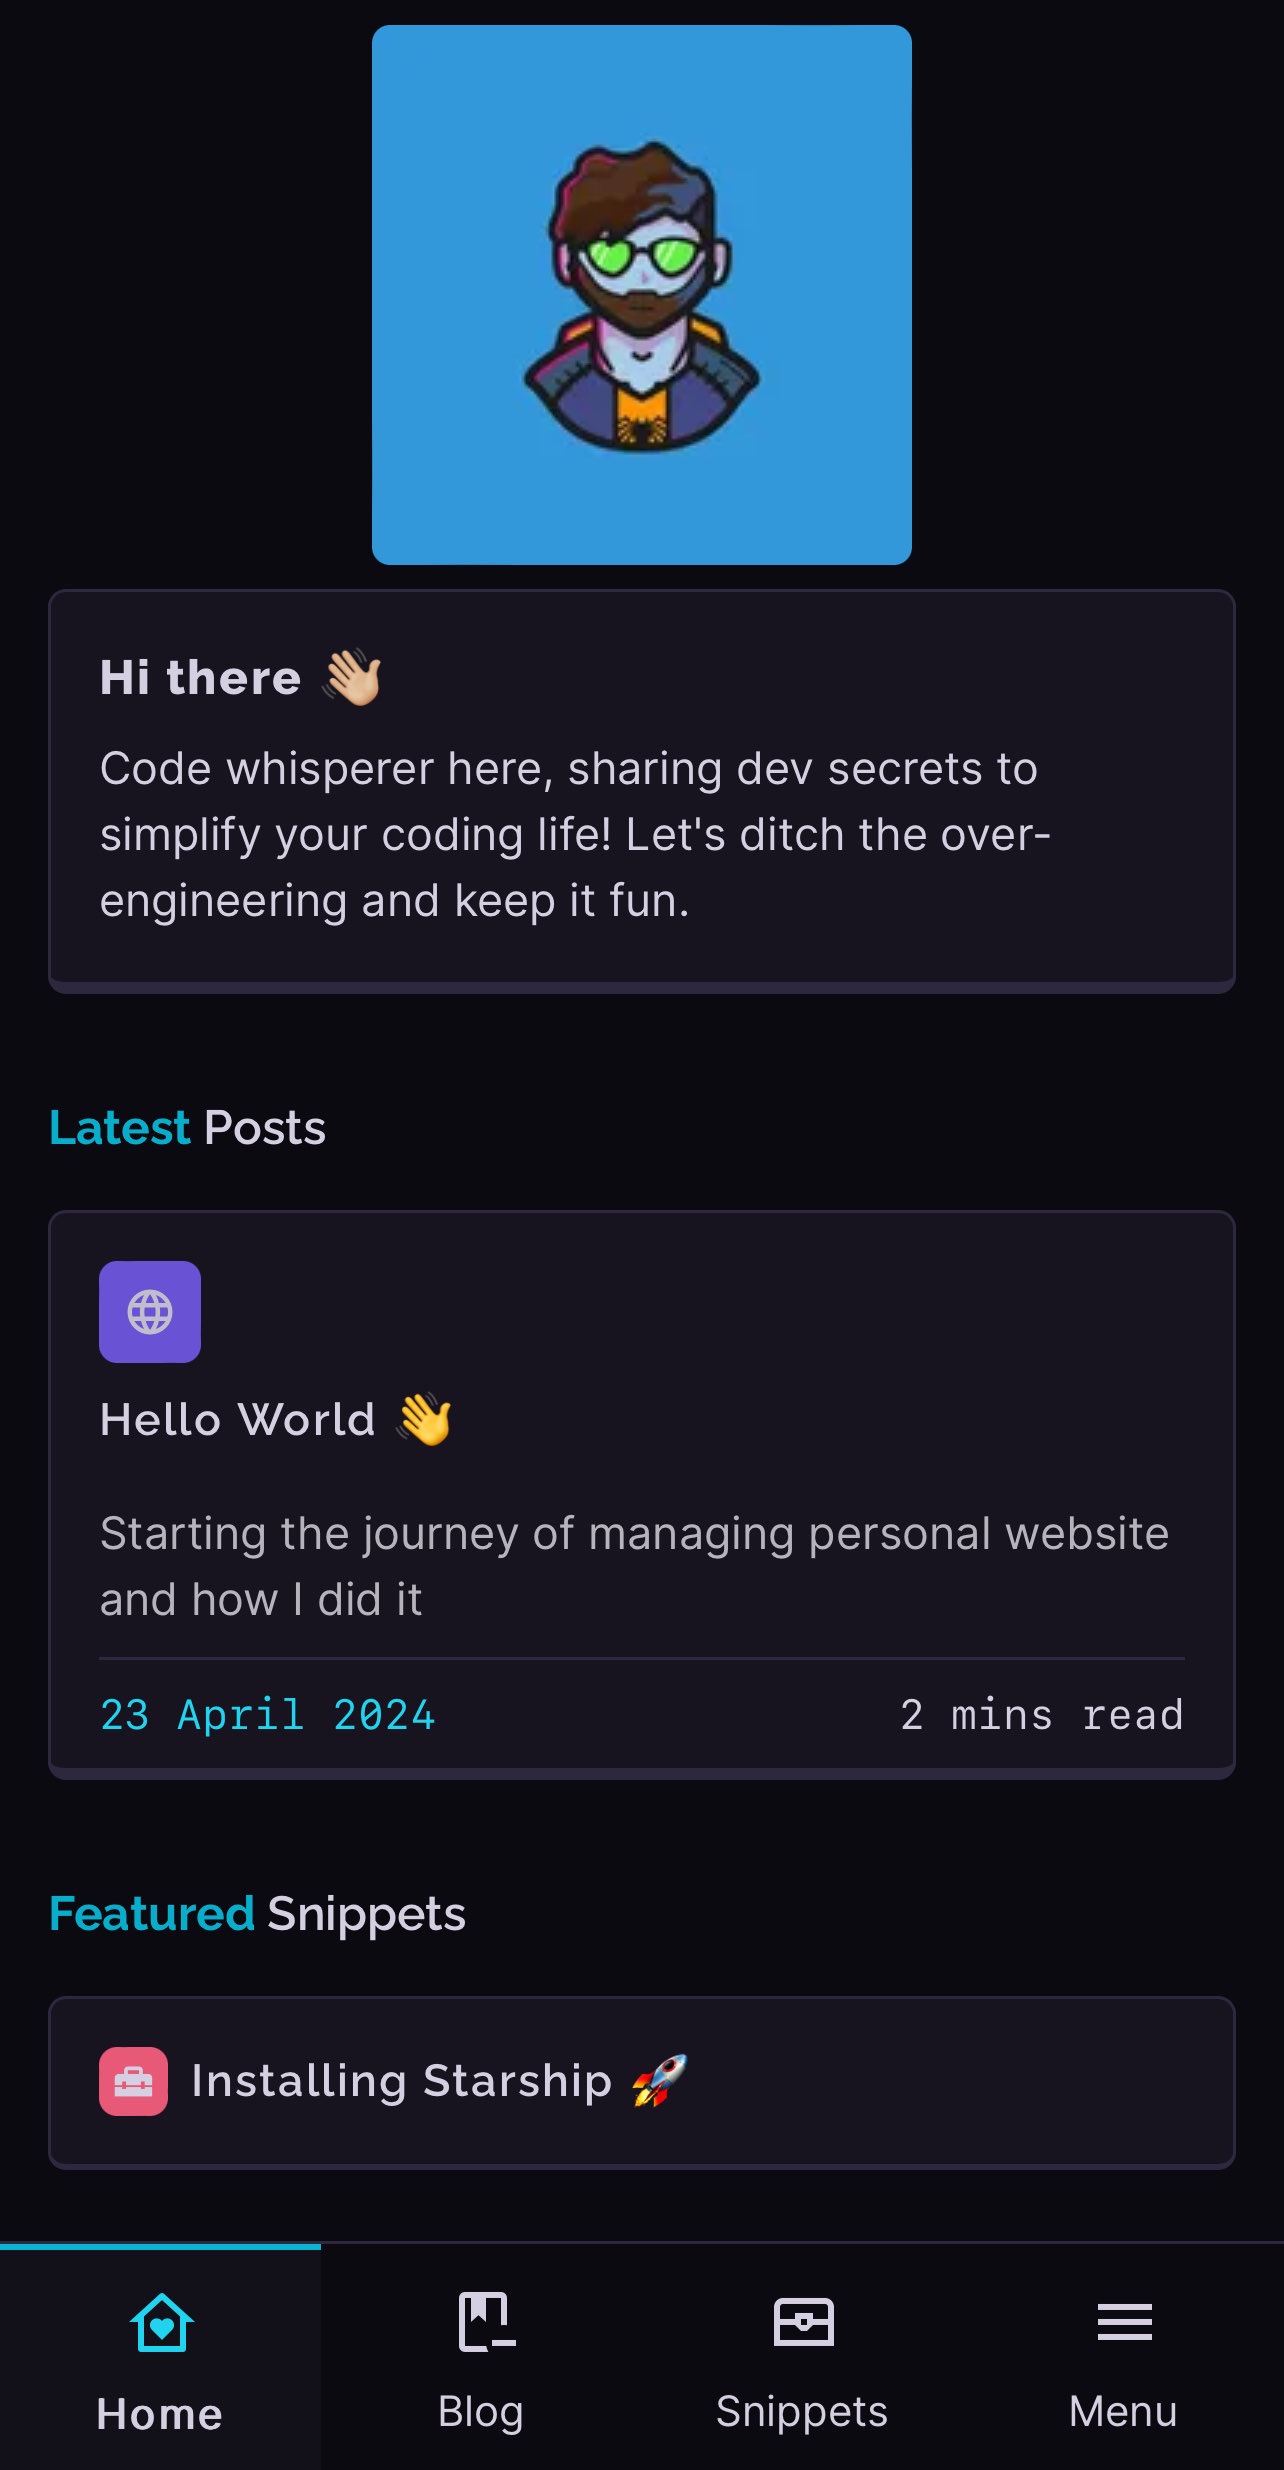 Hi there 👋🏼
Code whisperer here, sharing dev secrets to
simplify your coding life! Let's ditch the over-
engineering and keep it fun.
Latest Posts
Hello World 👋
Starting the journey of managing personal website
and how I did it
23 April 2024 2 mins read
Featured Snippets
Installing Starship 🚀
Home Blog Snippets Menu